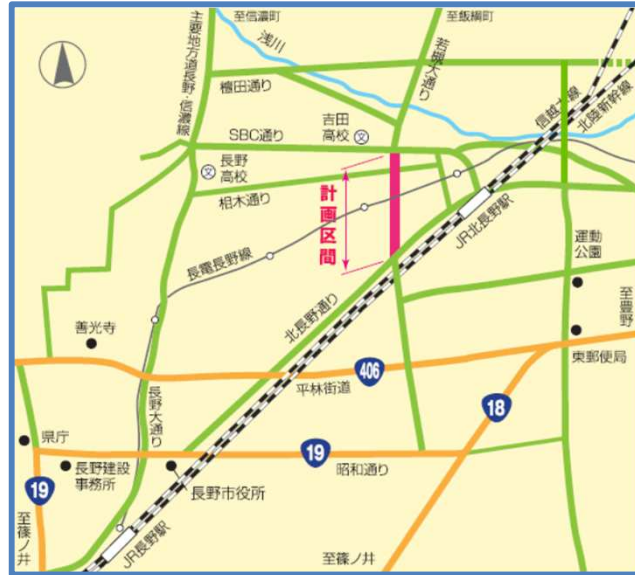 至信濃町
至飯綱町
主要地方道長野・信濃線
浅川
若槻大通り
檀田通り
信越本線
北陸新幹線
吉田
高校
文
SBC通り
文
長野
高校
相木通り
計画区間
JR北長野駅
運動
公園
長電長野線
北長野通り
至豊野
善光寺
東郵便局
406
平林街道
18
長野大通り
県庁
19
昭和通り
長野建設
事務所
19
長野市役所
至篠ノ井
JR長野駅
至篠ノ井